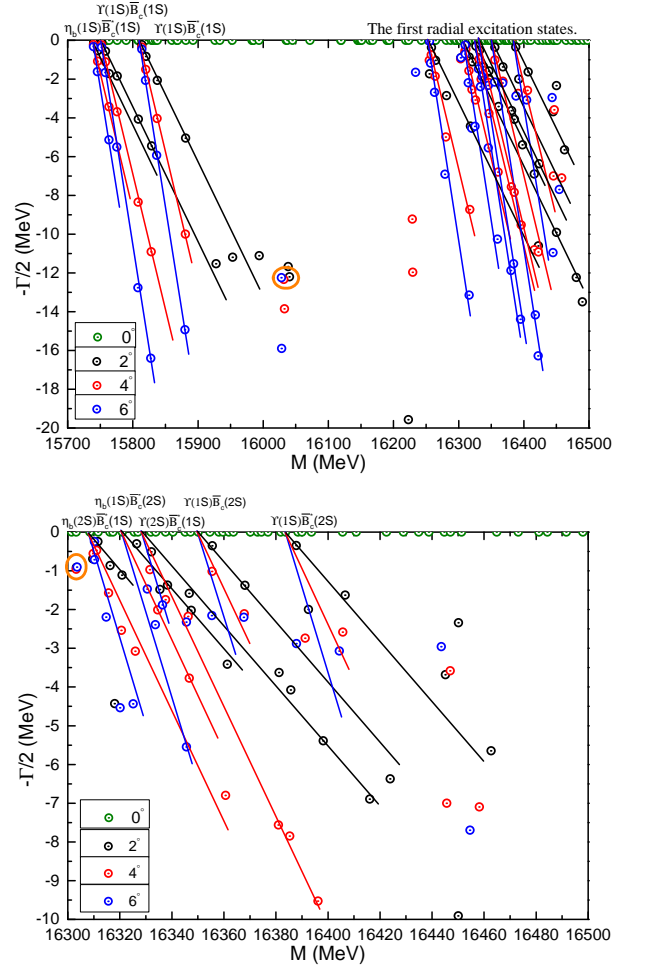 ϒ(1S)B̅c*(1S)
ηb(1S)B̅c(1S) ϒ(1S)B̅c(1S) The first radial excitation states.
0
-2
-4
-6
-8
-10
-12
-14
-16
-20
-Γ/2 (MeV)
0°
2°
4°
6°
15700 15800 15900 16000 16100 16200 16300 16400 16500
M (MeV)
ηb(1S)B̅c(2S) ϒ(1S)B̅c(2S)
ηb(2S)B̅c(1S) ϒ(2S)B̅c(1S) ϒ(1S)B̅c(2S)
0
-1
-2
-3
-4
-5
-6
-7
-8
-9
-10
-Γ/2 (MeV)
0°
2°
4°
6°
16300 16320 16340 16360 16380 16400 16420 16440 16460 16480 16500
M (MeV)